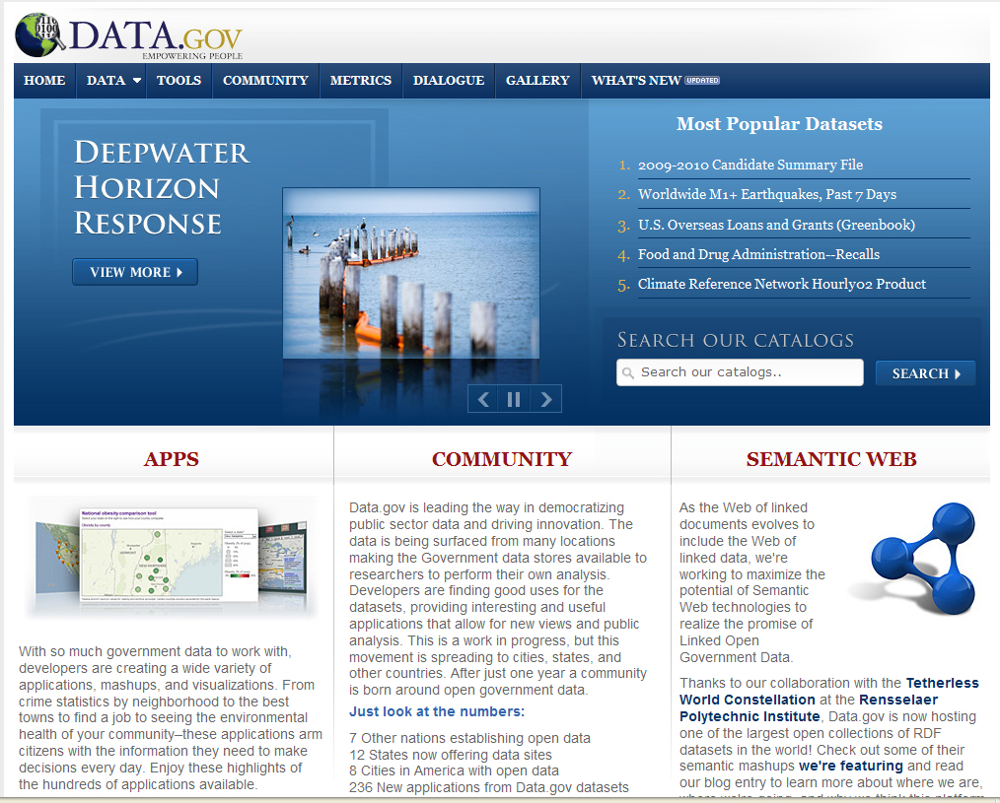 DATA.GOV
EMPOWERING PEOPLE
HOME
DATA
TOOLS
COMMUNITY
METRICS
DIALOGUE
GALLERY
WHAT'S NEW UPDATED
DEEPWATER
HORIZON
RESPONSE
VIEW MORE
Most Popular Datasets
1. 2009-2010 Candidate Summary File
2. Worldwide M1+ Earthquakes, Past 7 Days
3. U.S. Overseas Loans and Grants (Greenbook)
4. Food and Drug Administration--Recalls
5. Climate Reference Network Hourly02 Product
SEARCH OUR CATALOGS
Search our catalogs..
SEARCH
APPS
National obesity comparison tool
With so much government data to work with,
developers are creating a wide variety of
applications, mashups, and visualizations. From
crime statistics by neighborhood to the best
towns to find a job to seeing the environmental
health of your community–these applications arm
citizens with the information they need to make
decisions every day. Enjoy these highlights of
the hundreds of applications available.
COMMUNITY
Data.gov is leading the way in democratizing
public sector data and driving innovation. The
data is being surfaced from many locations
making the Government data stores available to
researchers to perform their own analysis.
Developers are finding good uses for the
datasets, providing interesting and useful
applications that allow for new views and public
analysis. This is a work in progress, but this
movement is spreading to cities, states, and
other countries. After just one year a community
is born around open government data.
Just look at the numbers:
7 Other nations establishing open data
12 States now offering data sites
8 Cities in America with open data
236 New applications from Data.gov datasets
SEMANTIC WEB
As the Web of linked
documents evolves to
include the Web of
linked data, we're
working to maximize the
potential of Semantic
Web technologies to
realize the promise of
Linked Open
Government Data.
Thanks to our collaboration with the Tetherless
World Constellation at the Rensselaer
Polytechnic Institute, Data.gov is now hosting
one of the largest open collections of RDF
datasets in the world! Check out some of their
semantic mashups we're featuring and read
our blog entry to learn more about where we are,
where we're going, and why we think this platform